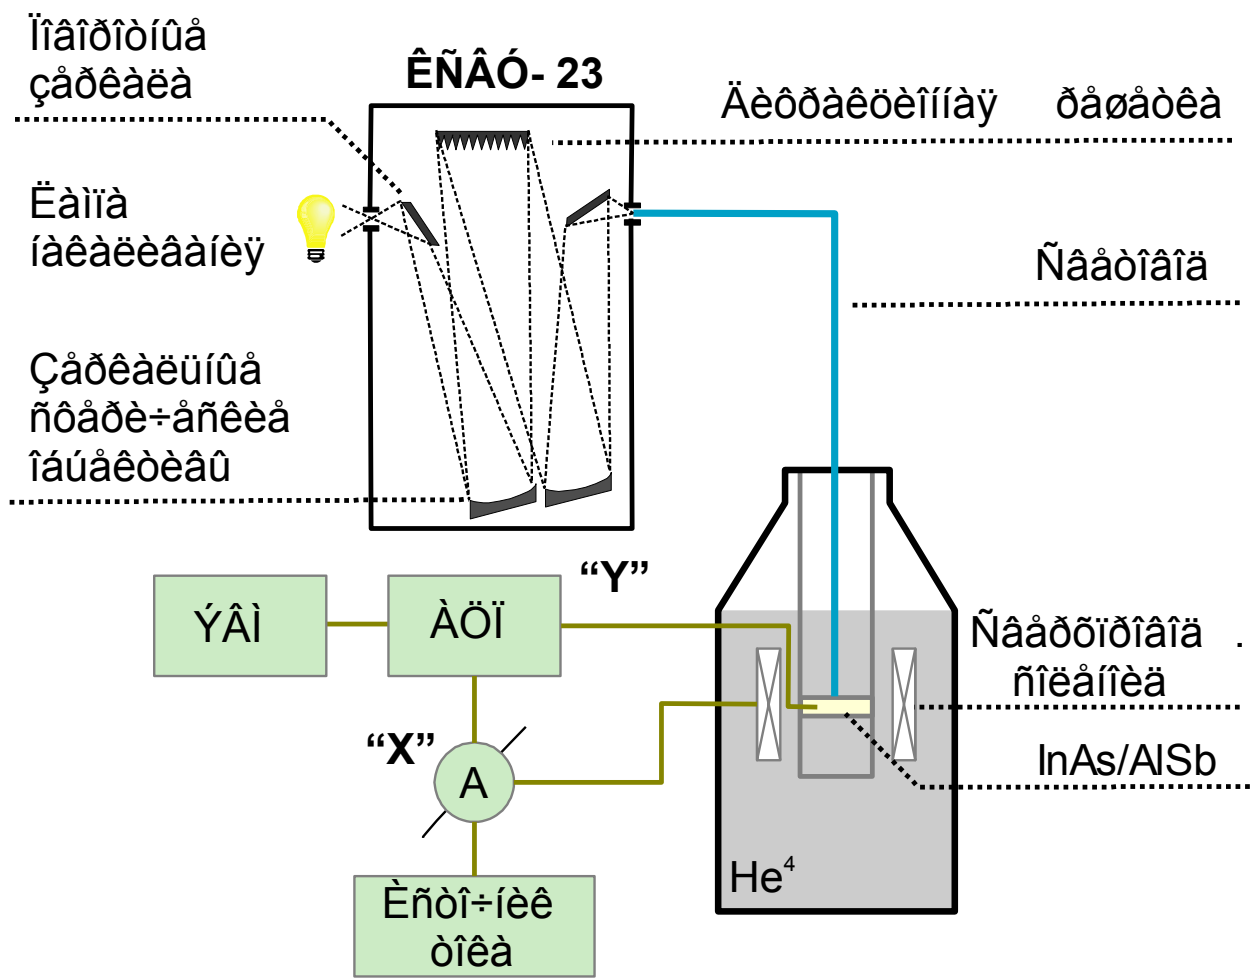 Ïîâîðîòíûå
çåðêàëà
ÊÑÂÓ- 23
Äèôðàêöèîííàÿ ðåøåòêà
Ëàìïà
íàêàëèâàíèÿ
Ñâåòîâîä
Çåðêàëüíûå
ñôåðè÷åñêèå
îáúåêòèâû
“Y”
ÝÂÌ
ÀÖÏ
Ñâåðõïðîâîä .
ñîëåíîèä
“X”
A
InAs/AlSb
He⁴
Èñòî÷íèê
òîêà